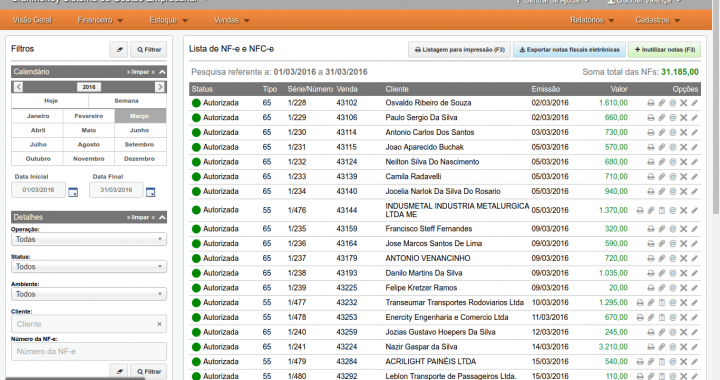 Visão Geral Financeiro Estoque Vendas Relatórios Cadastros
Filtros
Filtrar
Calendário » limpar «
2016
Hoje Semana
Janeiro Fevereiro Março
Abril Maio Junho
Julho Agosto Setembro
Outubro Novembro Dezembro
Data Inicial Data Final
01/03/2016 31/03/2016
Detalhes » limpar «
Operação:
Todas
Status:
Todos
Ambiente:
Todos
Cliente:
Cliente
Número da NF-e:
Número da NF-e
Filtrar
Lista de NF-e e NFC-e
Listagem para impressão (F3) Exportar notas fiscais eletrônicas Inutilizar notas (F3)
Pesquisa referente a: 01/03/2016 a 31/03/2016 Soma total das NFs: 31.185,00
Status Tipo Série/Número Venda Cliente Emissão Valor Opções
Autorizada 65 1/228 43102 Osvaldo Ribeiro de Souza 02/03/2016 1.610,00
Autorizada 65 1/229 43106 Paulo Sergio Da Silva 03/03/2016 660,00
Autorizada 65 1/230 43114 Antonio Carlos Dos Santos 03/03/2016 730,00
Autorizada 65 1/231 43115 Joao Aparecido Buchak 03/03/2016 570,00
Autorizada 65 1/232 43124 Neilton Silva Do Nascimento 03/03/2016 680,00
Autorizada 65 1/233 43139 Camila Radavelli 03/03/2016 710,00
Autorizada 65 1/234 43140 Jocelia Narlok Da Silva Do Rosario 03/03/2016 940,00
Autorizada 55 1/476 43144 INDUSMETAL INDUSTRIA METALURGICA LTDA ME 05/03/2016 1.370,00
Autorizada 65 1/235 43159 Francisco Steff Fernandes 09/03/2016 320,00
Autorizada 65 1/236 43164 Jose Marcos Santos De Lima 09/03/2016 590,00
Autorizada 65 1/237 43179 ANTONIO VENANCINHO 09/03/2016 720,00
Autorizada 65 1/238 43193 Danilo Martins Da Silva 09/03/2016 1.035,00
Autorizada 65 1/239 43225 Felipe Kretzer Ramos 09/03/2016 20,00
Autorizada 55 1/477 43232 Transeumar Transportes Rodoviarios Ltda 10/03/2016 1.295,00
Autorizada 55 1/478 43253 Enercity Engenharia e Comercio Ltda 11/03/2016 670,00
Autorizada 65 1/240 43259 Jozias Gustavo Hoepers Da Silva 12/03/2016 245,00
Autorizada 65 1/241 43224 Nazir Gaspar da Silva 14/03/2016 3.210,00
Autorizada 55 1/479 43284 ACRILIGHT PAINÉIS LTDA 15/03/2016 540,00
Autorizada 55 1/480 43292 Leblon Transporte de Passageiros Ltda. 15/03/2016 110,00